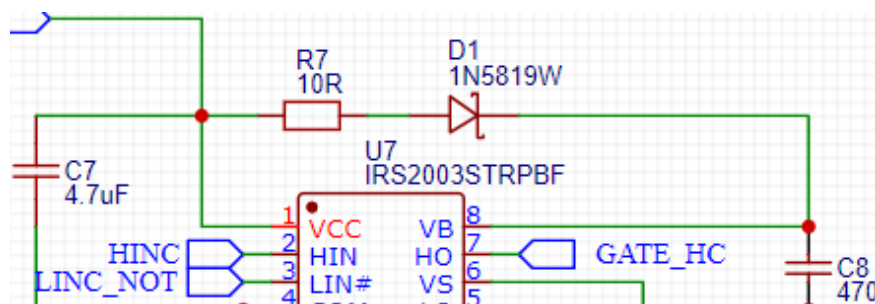 D1
R7
1N5819W
10R
U7
C7
IRS2003STRPBF
4.7uF
1 VCC VB 8
HINC 2 HIN HO 7 GATE_HC
LINC_NOT 3 LIN# VS 6
C8
4 5
470